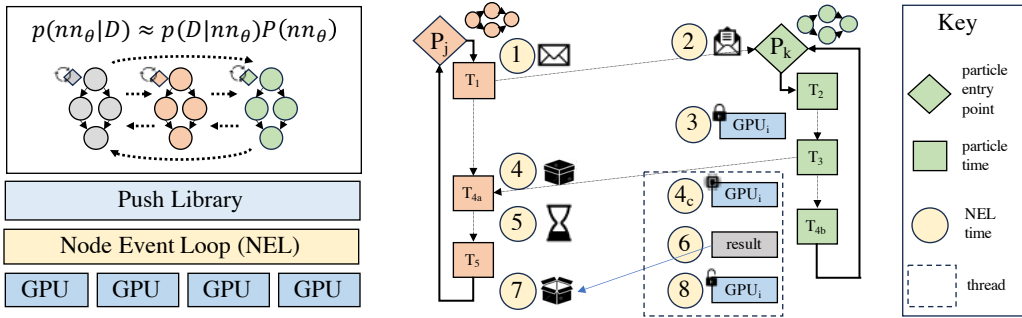 p(nn_θ|D) ≈ p(D|nn_θ)P(nn_θ)
Push Library
Node Event Loop (NEL)
GPU GPU GPU GPU
P_j
1
2
P_k
T_1
T_2
3
GPU_i
T_3
4
T_4a
4_c
GPU_i
5
T_4b
6
result
T_5
7
8
GPU_i
Key
particle
entry
point
particle
time
NEL
time
thread